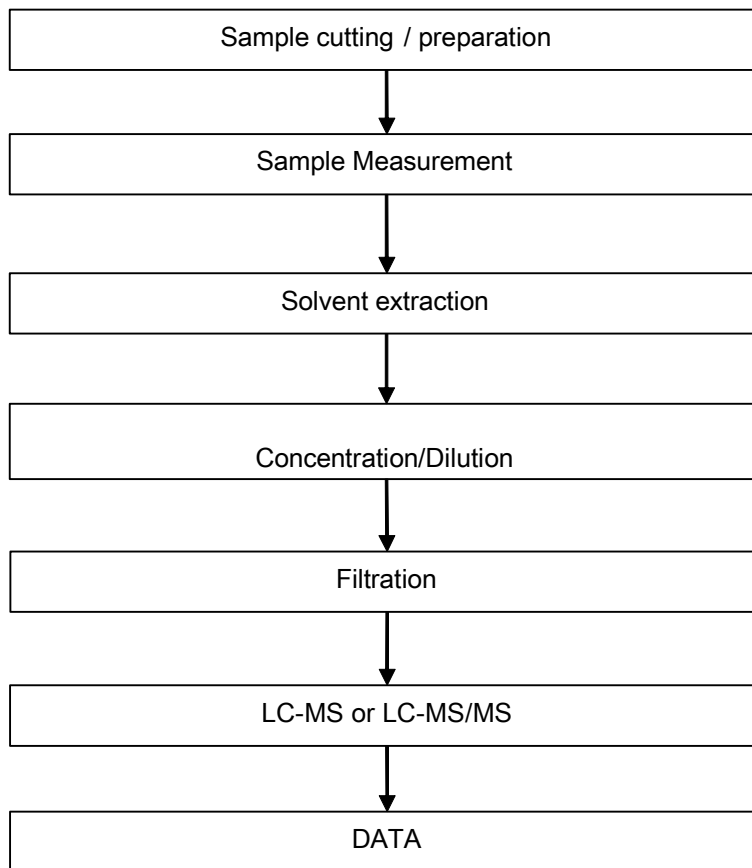 Sample cutting / preparation
Sample Measurement
Solvent extraction
Concentration/Dilution
Filtration
LC-MS or LC-MS/MS
DATA